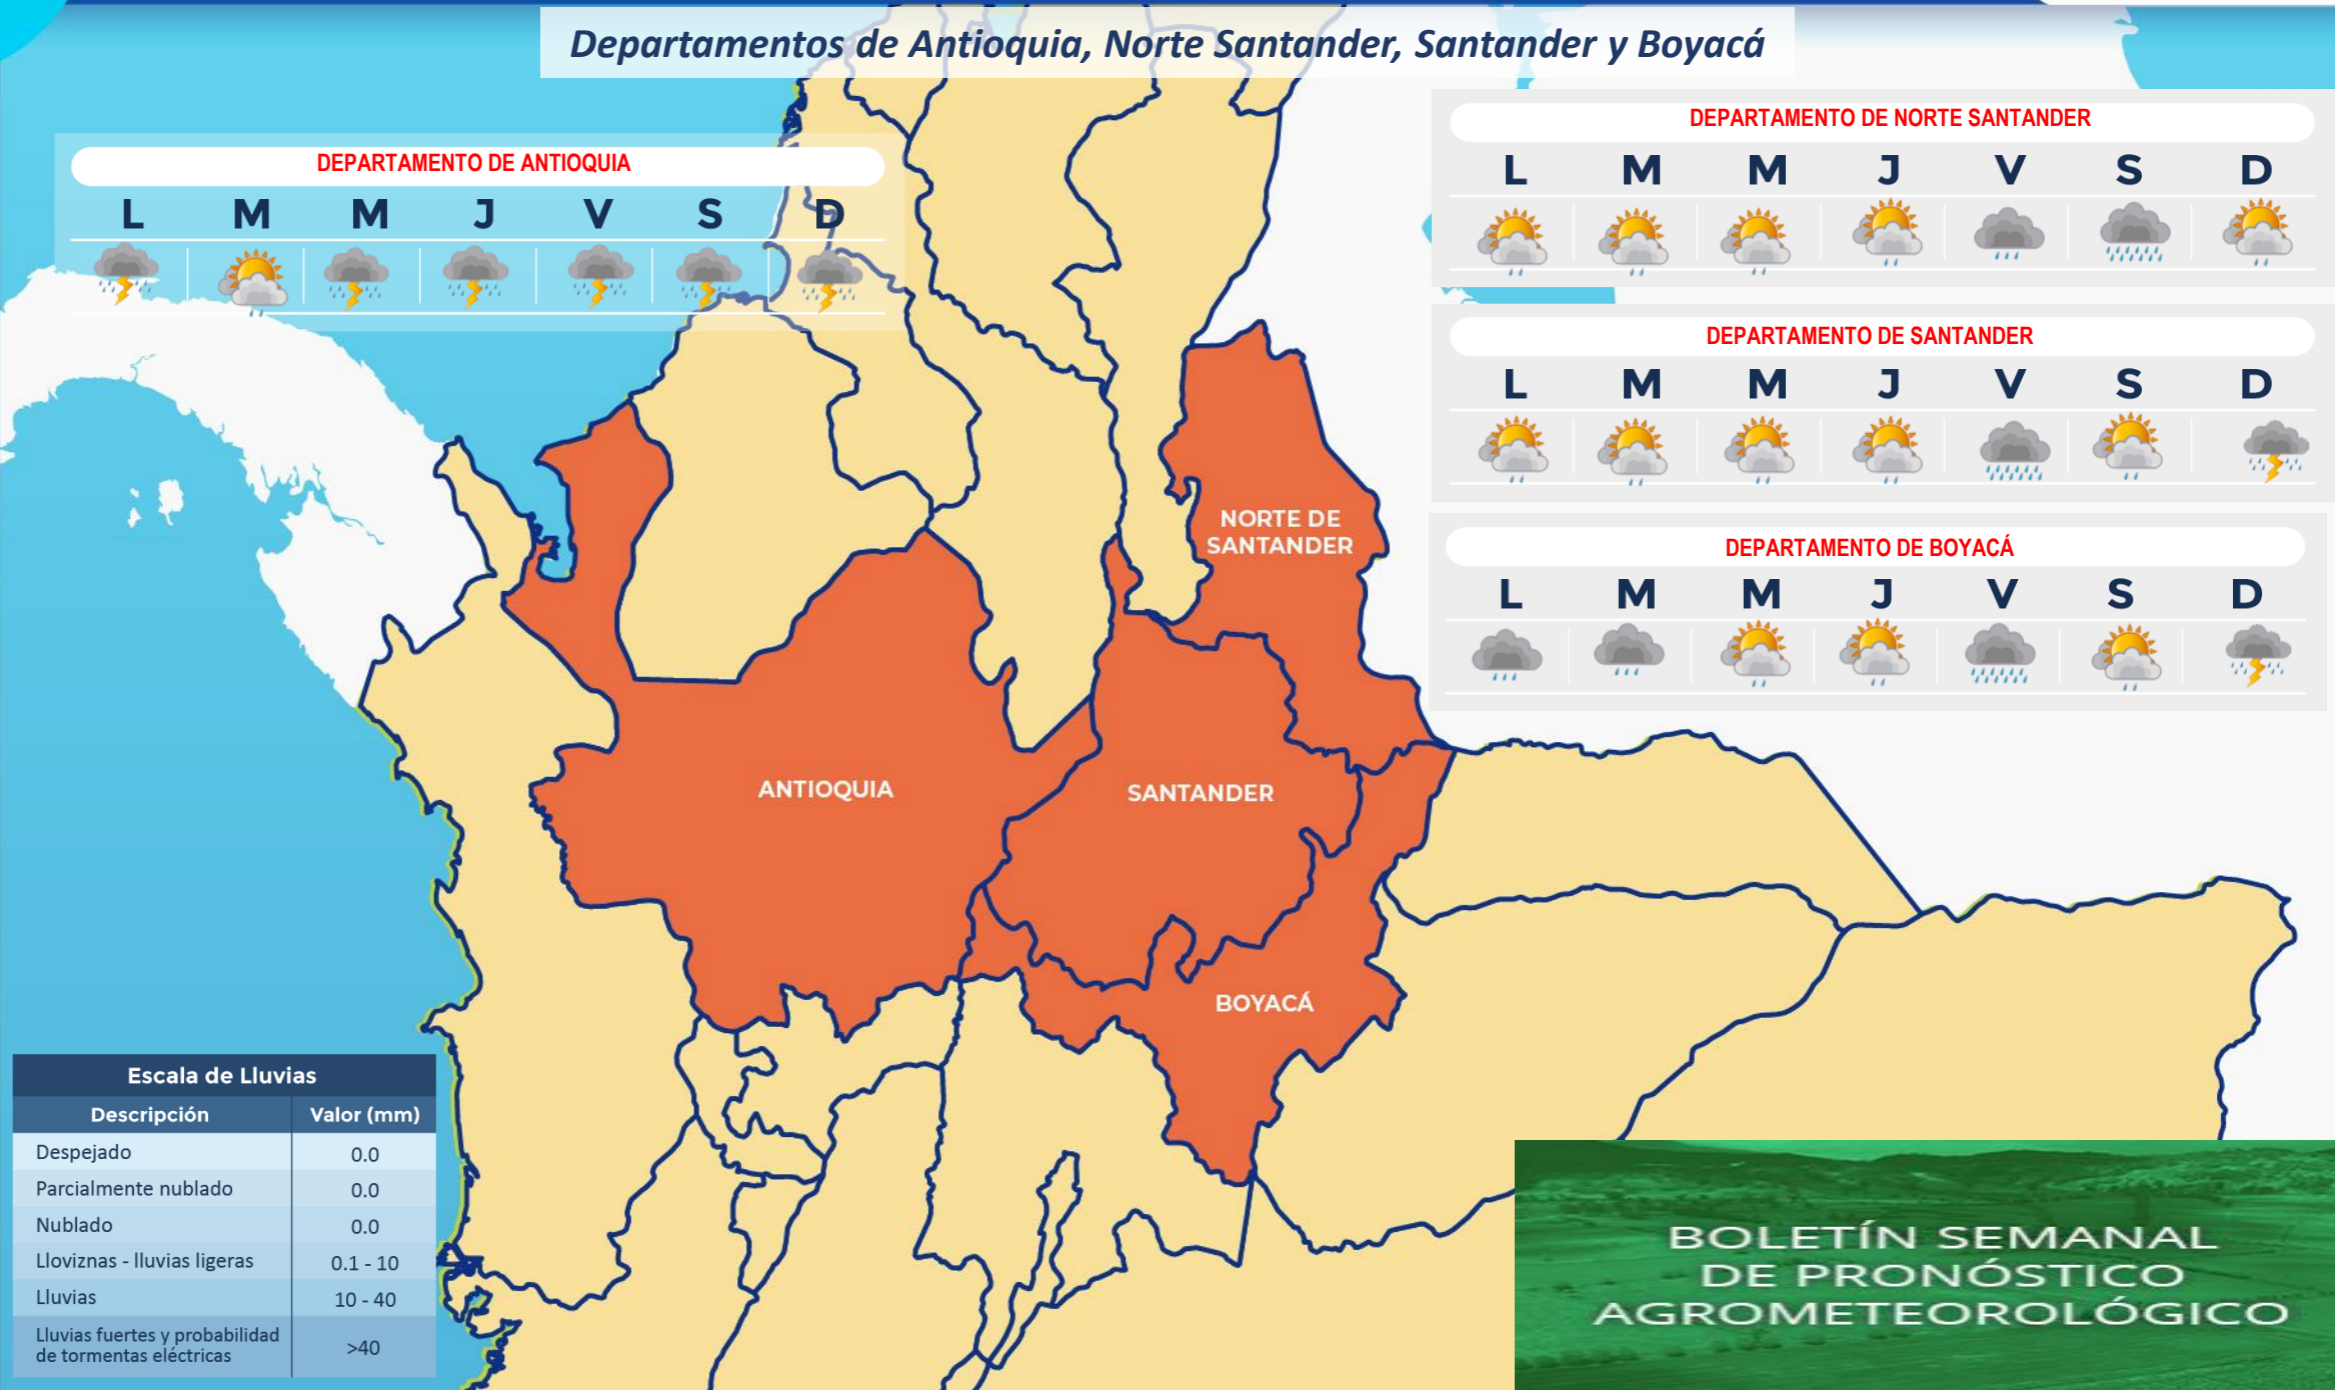 Departamentos de Antioquia, Norte Santander, Santander y Boyacá
DEPARTAMENTO DE ANTIOQUIA
L M M J V S D
DEPARTAMENTO DE NORTE SANTANDER
L M M J V S D
DEPARTAMENTO DE SANTANDER
L M M J V S D
DEPARTAMENTO DE BOYACÁ
L M M J V S D
NORTE DE
SANTANDER
ANTIOQUIA
SANTANDER
BOYACÁ
Escala de Lluvias
Descripción Valor (mm)
Despejado 0.0
Parcialmente nublado 0.0
Nublado 0.0
Lloviznas - lluvias ligeras 0.1 - 10
Lluvias 10 - 40
Lluvias fuertes y probabilidad
de tormentas eléctricas >40
BOLETÍN SEMANAL
DE PRONÓSTICO
AGROMETEOROLÓGICO